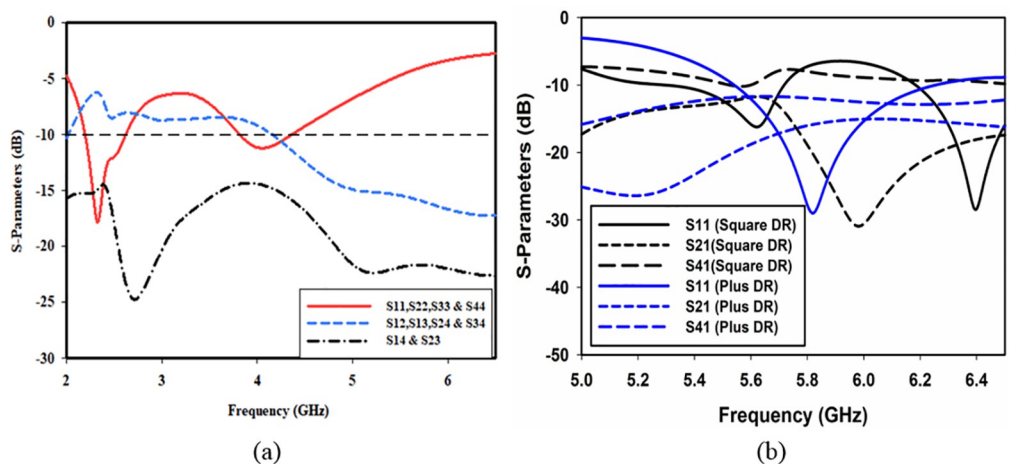 0
-5
-10
-15
-20
-25
-30
S-Parameters (dB)
2
3
4
5
6
Frequency (GHz)
S11,S22,S33 & S44
S12,S13,S24 & S34
S14 & S23
(a)
0
-10
-20
-30
-40
-50
S-Parameters (dB)
5.0
5.2
5.4
5.6
5.8
6.0
6.2
6.4
Frequency (GHz)
S11 (Square DR)
S21(Square DR)
S41(Square DR)
S11 (Plus DR)
S21 (Plus DR)
S41 (Plus DR)
(b)